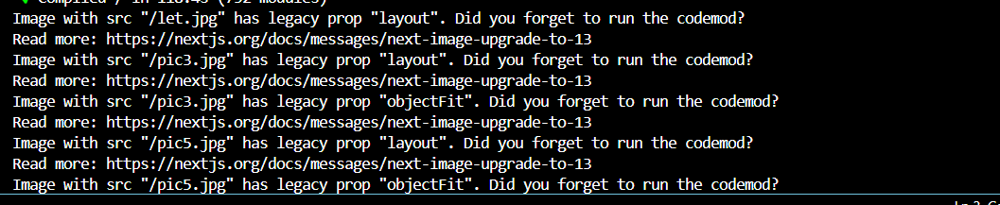 Compiled / in 118.4s (792 modules)
Image with src "/let.jpg" has legacy prop "layout". Did you forget to run the codemod?
Read more: https://nextjs.org/docs/messages/next-image-upgrade-to-13
Image with src "/pic3.jpg" has legacy prop "layout". Did you forget to run the codemod?
Read more: https://nextjs.org/docs/messages/next-image-upgrade-to-13
Image with src "/pic3.jpg" has legacy prop "objectFit". Did you forget to run the codemod?
Read more: https://nextjs.org/docs/messages/next-image-upgrade-to-13
Image with src "/pic5.jpg" has legacy prop "layout". Did you forget to run the codemod?
Read more: https://nextjs.org/docs/messages/next-image-upgrade-to-13
Image with src "/pic5.jpg" has legacy prop "objectFit". Did you forget to run the codemod?